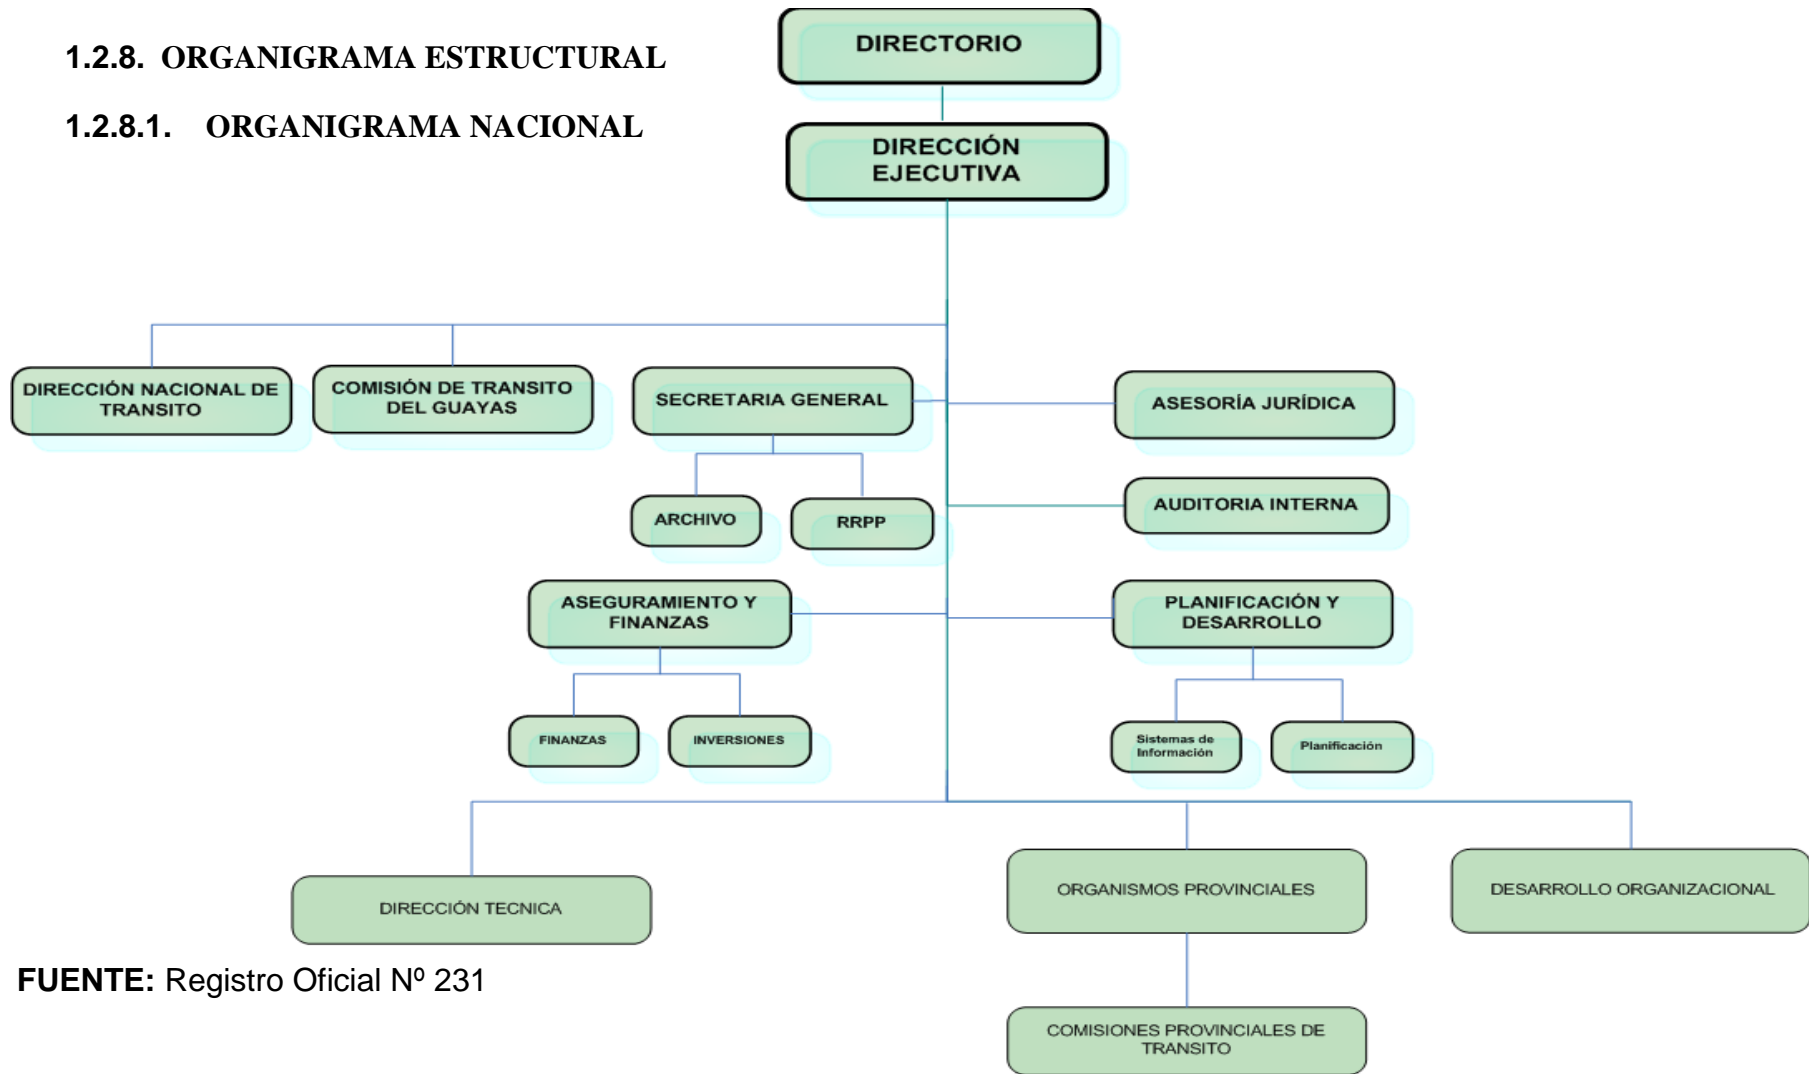 1.2.8. ORGANIGRAMA ESTRUCTURAL
1.2.8.1. ORGANIGRAMA NACIONAL
DIRECTORIO
DIRECCIÓN
EJECUTIVA
DIRECCIÓN NACIONAL DE
TRANSITO
COMISIÓN DE TRANSITO
DEL GUAYAS
SECRETARIA GENERAL
ASESORÍA JURÍDICA
ARCHIVO
RRPP
AUDITORIA INTERNA
ASEGURAMIENTO Y
FINANZAS
PLANIFICACIÓN Y
DESARROLLO
FINANZAS
INVERSIONES
Sistemas de
Información
Planificación
DIRECCIÓN TECNICA
ORGANISMOS PROVINCIALES
DESARROLLO ORGANIZACIONAL
COMISIONES PROVINCIALES DE
TRANSITO
FUENTE: Registro Oficial Nº 231